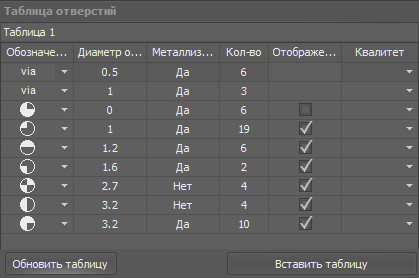 Таблица отверстий
Таблица 1
Обозначе... Диаметр о... Металлиз... Кол-во Отображе... Квалитет
via 0.5 Да 6
via 1 Да 3
0 Нет 6
1 Да 19
1.2 Да 6
1.6 Да 2
2.7 Нет 4
3.2 Нет 4
3.2 Да 10
Обновить таблицу Вставить таблицу